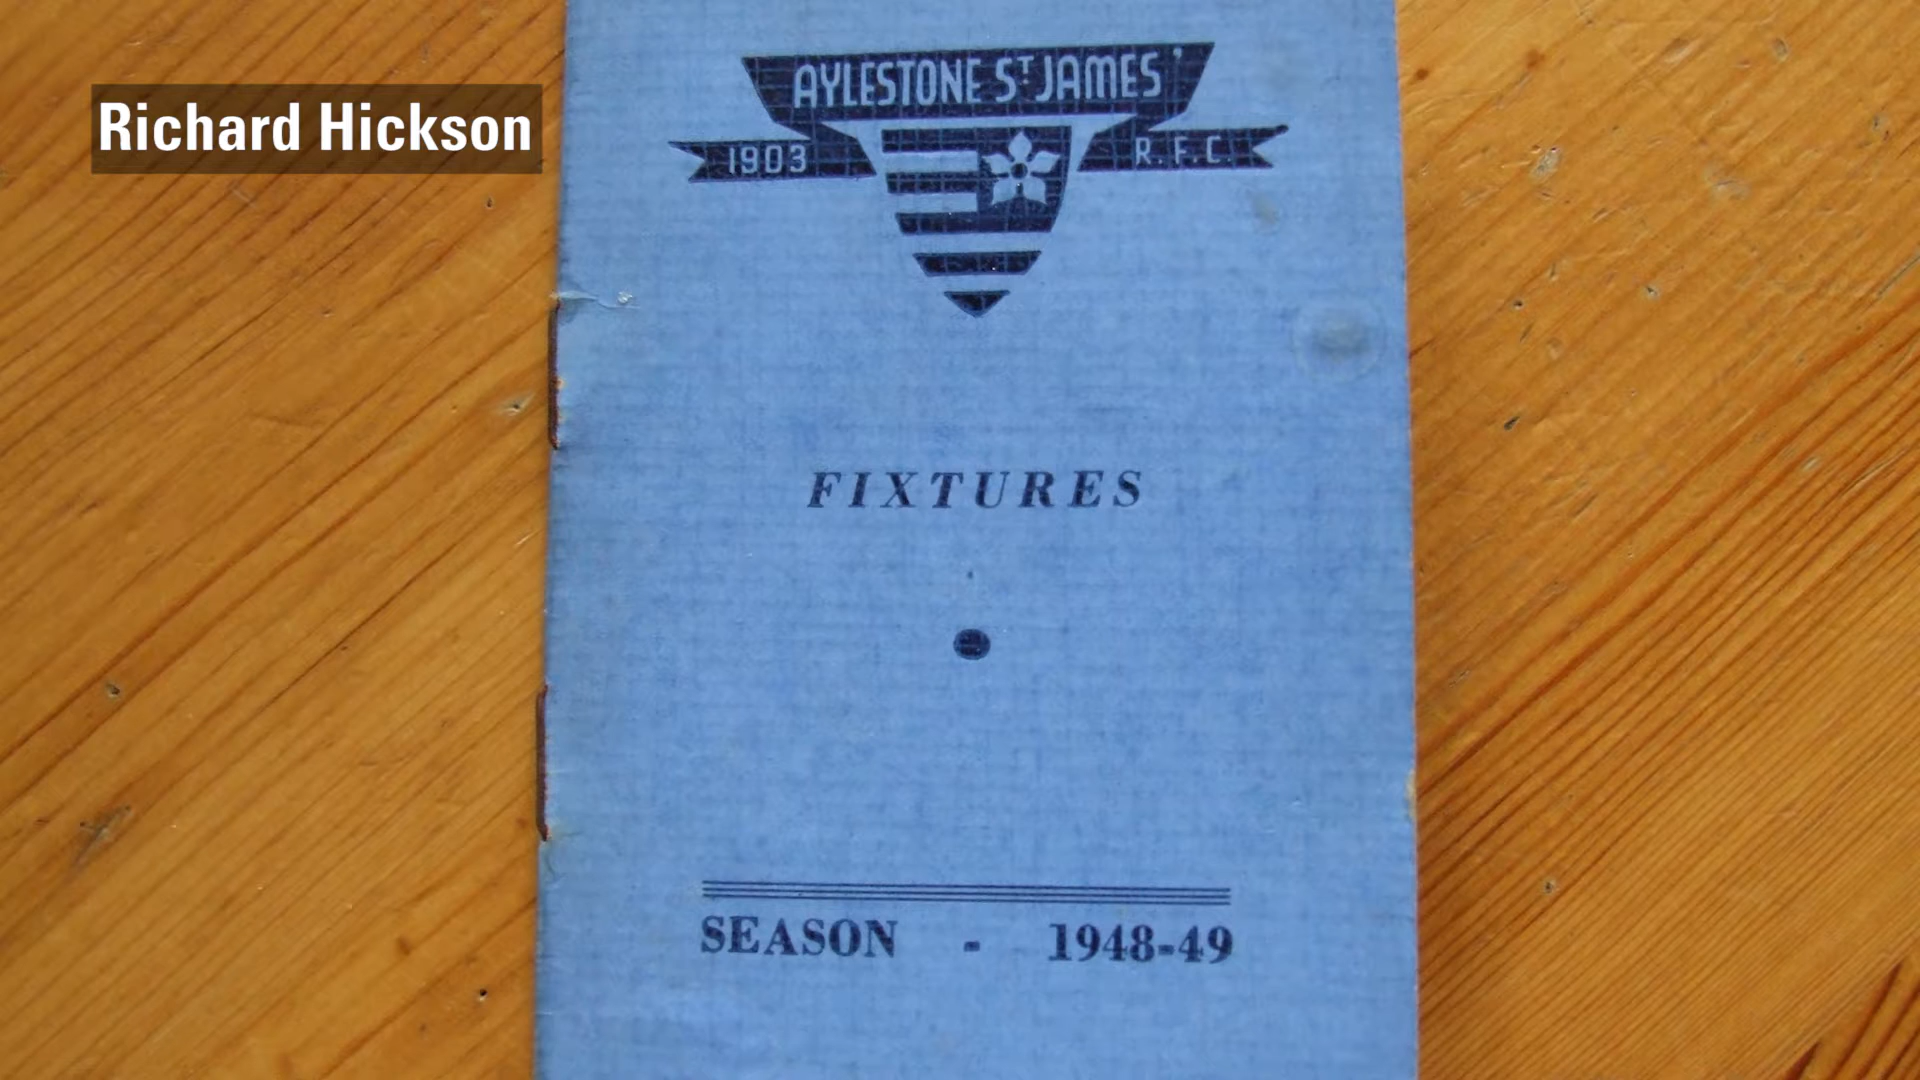 Richard Hickson
AYLESTONE ST JAMES'
1903 R.F.C.
FIXTURES
SEASON - 1948-49